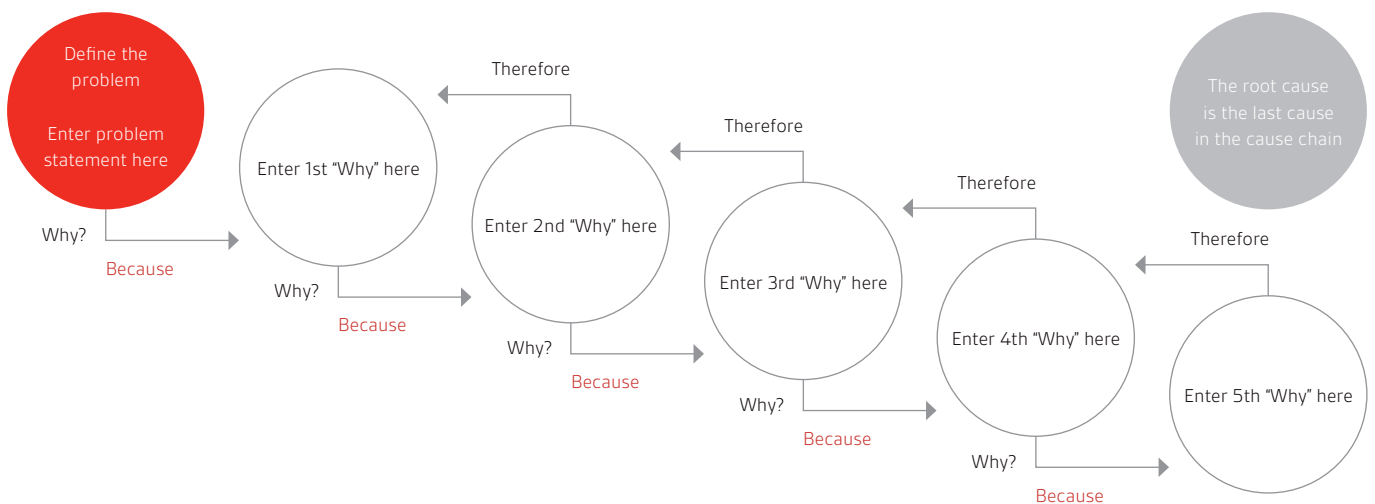 Define the
problem
Enter problem
statement here
Why?
Because
Enter 1st “Why” here
Therefore
Why?
Because
Enter 2nd “Why” here
Therefore
Why?
Because
Enter 3rd “Why” here
Therefore
Why?
Because
Enter 4th “Why” here
Therefore
Why?
Because
Enter 5th “Why” here
The root cause
is the last cause
in the cause chain